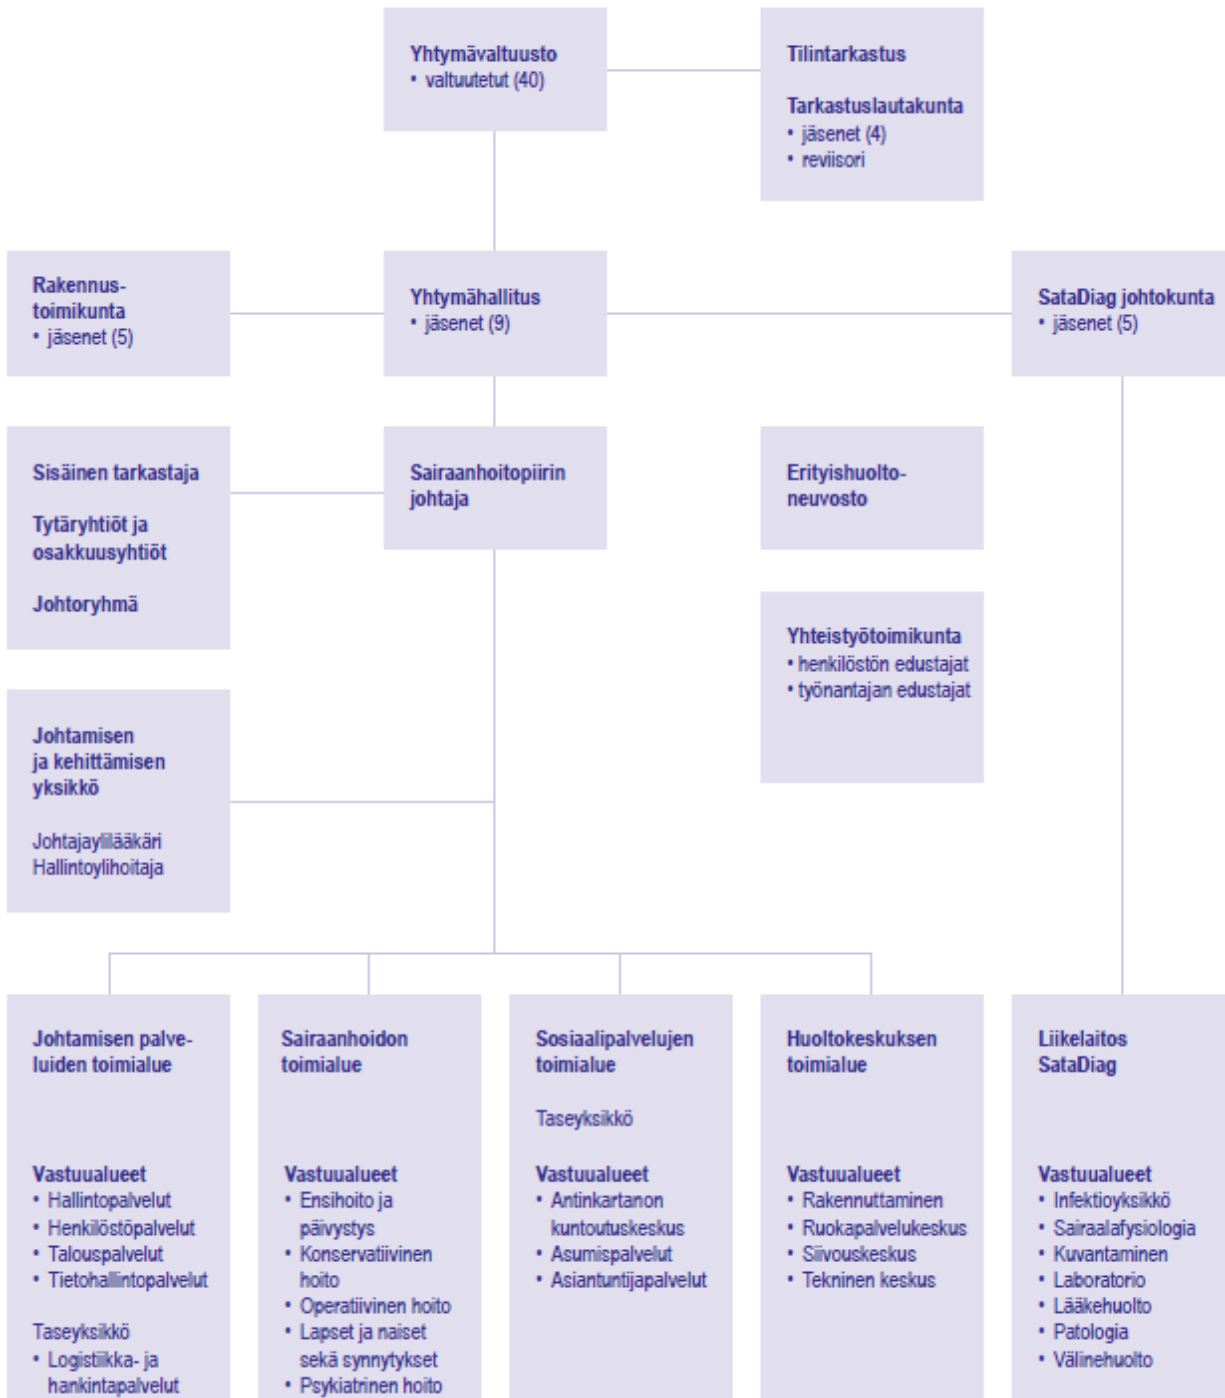 Yhtymävaltuusto
• valtuutetut (40)
Tilintarkastus
Tarkastuslautakunta
• jäsenet (4)
• reviisori
Rakennus-
toimikunta
• jäsenet (5)
Yhtymähallitus
• jäsenet (9)
SataDiag johtokunta
• jäsenet (5)
Sisäinen tarkastaja
Tytäryhtiöt ja
osakkuusyhtiöt
Johtoryhmä
Sairaanhoitopiirin
johtaja
Erityishuolto-
neuvosto
Yhteistyötoimikunta
• henkilöstön edustajat
• työnantajan edustajat
Johtamisen
ja kehittämisen
yksikkö
Johtajaylilääkäri
Hallintoylihoitaja
Johtamisen palve-
luiden toimialue
Vastuualueet
• Hallintopalvelut
• Henkilöstöpalvelut
• Talouspalvelut
• Tietohallintopalvelut
Taseyksikkö
• Logistiikka- ja
hankintapalvelut
Sairaanhoidon
toimialue
Vastuualueet
• Ensihoito ja
päivystys
• Konservatiivinen
hoito
• Operatiivinen hoito
• Lapset ja naiset
sekä synnytykset
• Psykiatrinen hoito
Sosiaalipalvelujen
toimialue
Taseyksikkö
Vastuualueet
• Antinkartanon
kuntoutuskeskus
• Asumispalvelut
• Asiantuntijapalvelut
Huoltokeskuksen
toimialue
Vastuualueet
• Rakennuttaminen
• Ruokapalvelukeskus
• Siivouskeskus
• Tekninen keskus
Liikelaitos
SataDiag
Vastuualueet
• Infektioyksikkö
• Sairaalafysiologia
• Kuvantaminen
• Laboratorio
• Lääkehuolto
• Patologia
• Välinehuolto